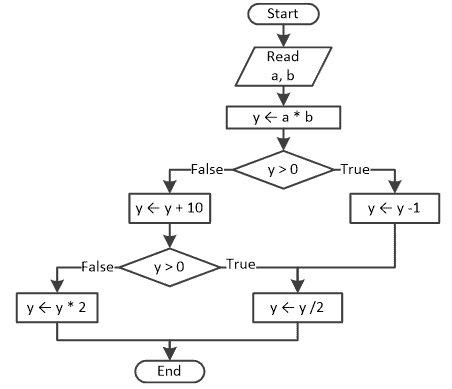 Start
Read
a, b
y ← a * b
y > 0
False
True
y ← y + 10
y ← y -1
y > 0
False
True
y ← y * 2
y ← y /2
End